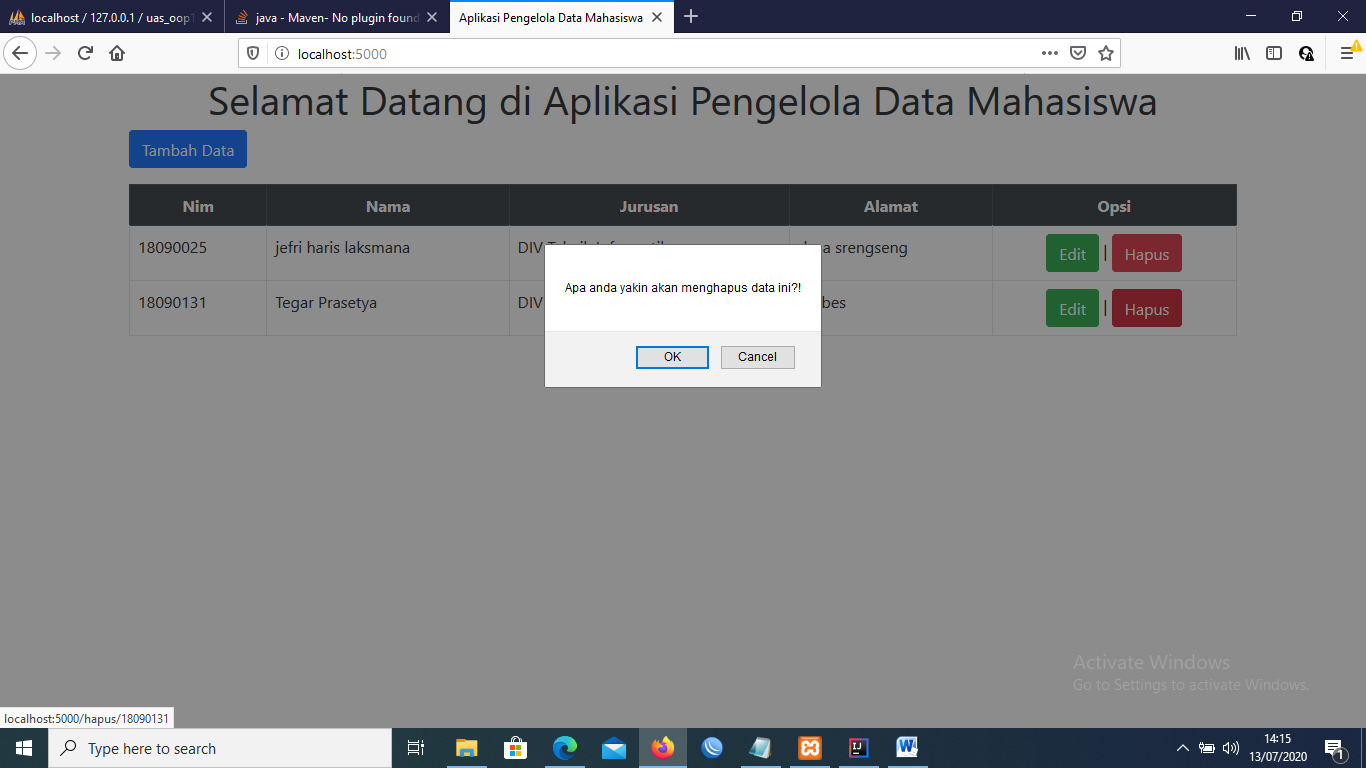 localhost / 127.0.0.1 / uas_oop1
java - Maven- No plugin found
Aplikasi Pengelola Data Mahasiswa
localhost:5000
Selamat Datang di Aplikasi Pengelola Data Mahasiswa
Tambah Data
Nim Nama Jurusan Alamat Opsi
18090025 jefri haris laksmana DIV srengseng Edit | Hapus
18090131 Tegar Prasetya DIV Edit | Hapus
Apa anda yakin akan menghapus data ini?!
OK Cancel
Activate Windows
Go to Settings to activate Windows.
localhost:5000/hapus/18090131
Type here to search
14:15
13/07/2020
1